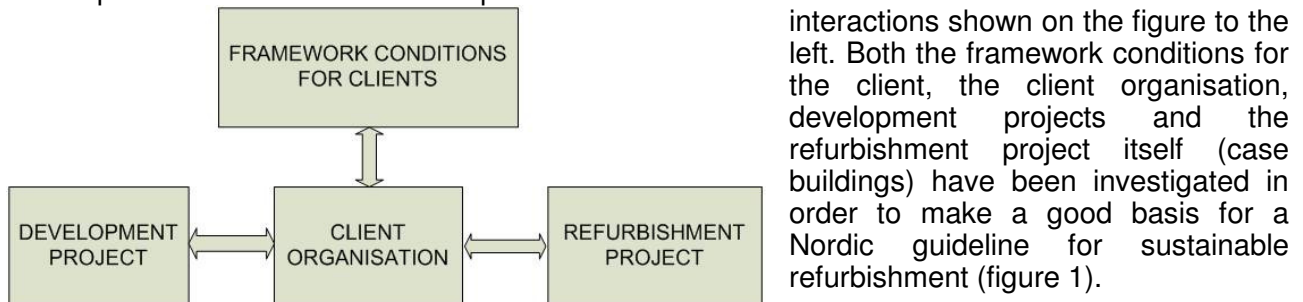 FRAMEWORK CONDITIONS
FOR CLIENTS
DEVELOPMENT
PROJECT
CLIENT
ORGANISATION
REFURBISHMENT
PROJECT
interactions shown on the figure to the
left. Both the framework conditions for
the client, the client organisation,
development projects and the
refurbishment project itself (case
buildings) have been investigated in
order to make a good basis for a
Nordic guideline for sustainable
refurbishment (figure 1).